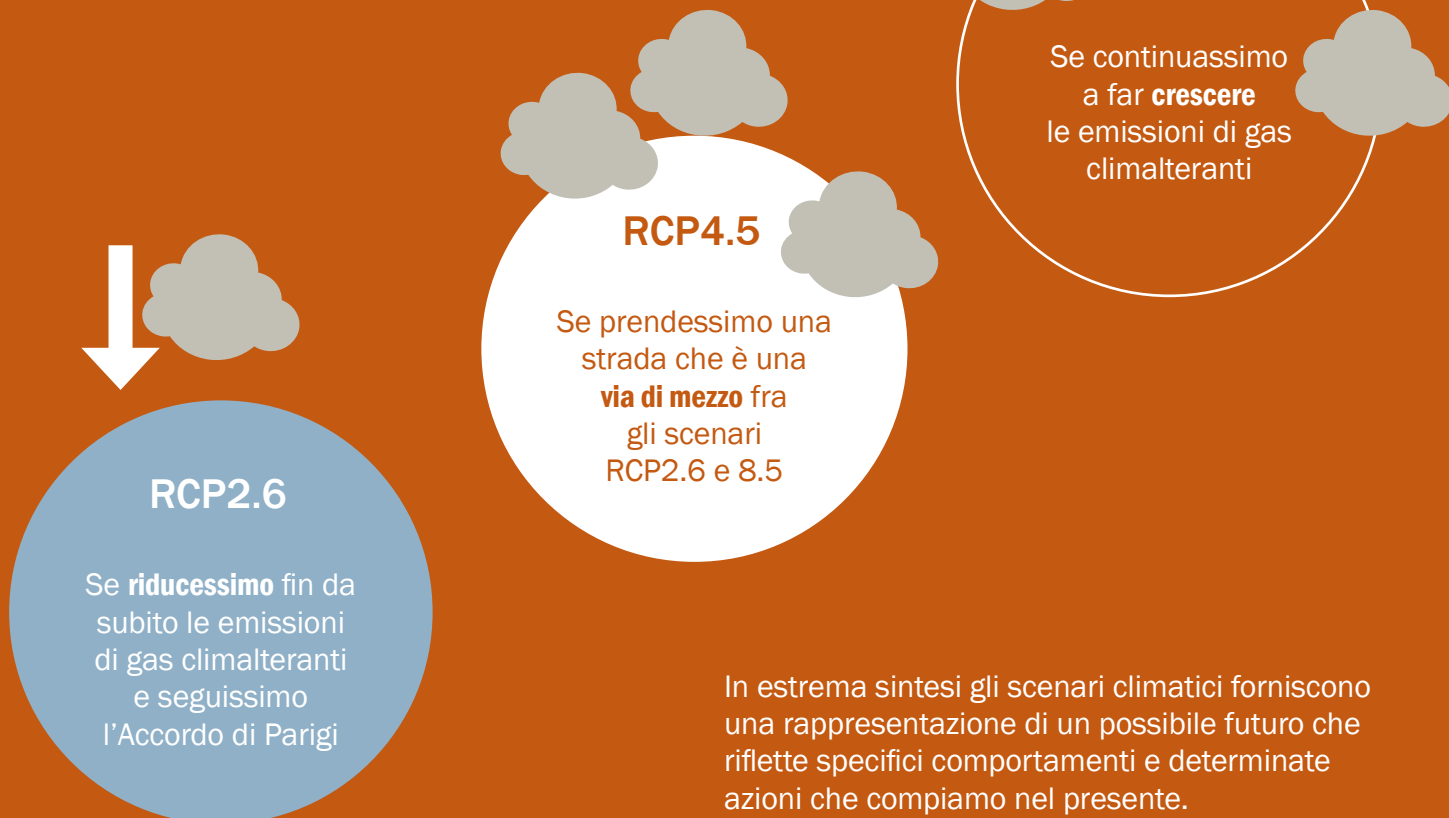 Se continuassimo
a far crescere
le emissioni di gas
climalteranti
RCP4.5
Se prendessimo una
strada che è una
via di mezzo fra
gli scenari
RCP2.6 e 8.5
RCP2.6
Se riducessimo fin da
subito le emissioni
di gas climalteranti
e seguissimo
l’Accordo di Parigi
In estrema sintesi gli scenari climatici forniscono
una rappresentazione di un possibile futuro che
riflette specifici comportamenti e determinate
azioni che compiamo nel presente.